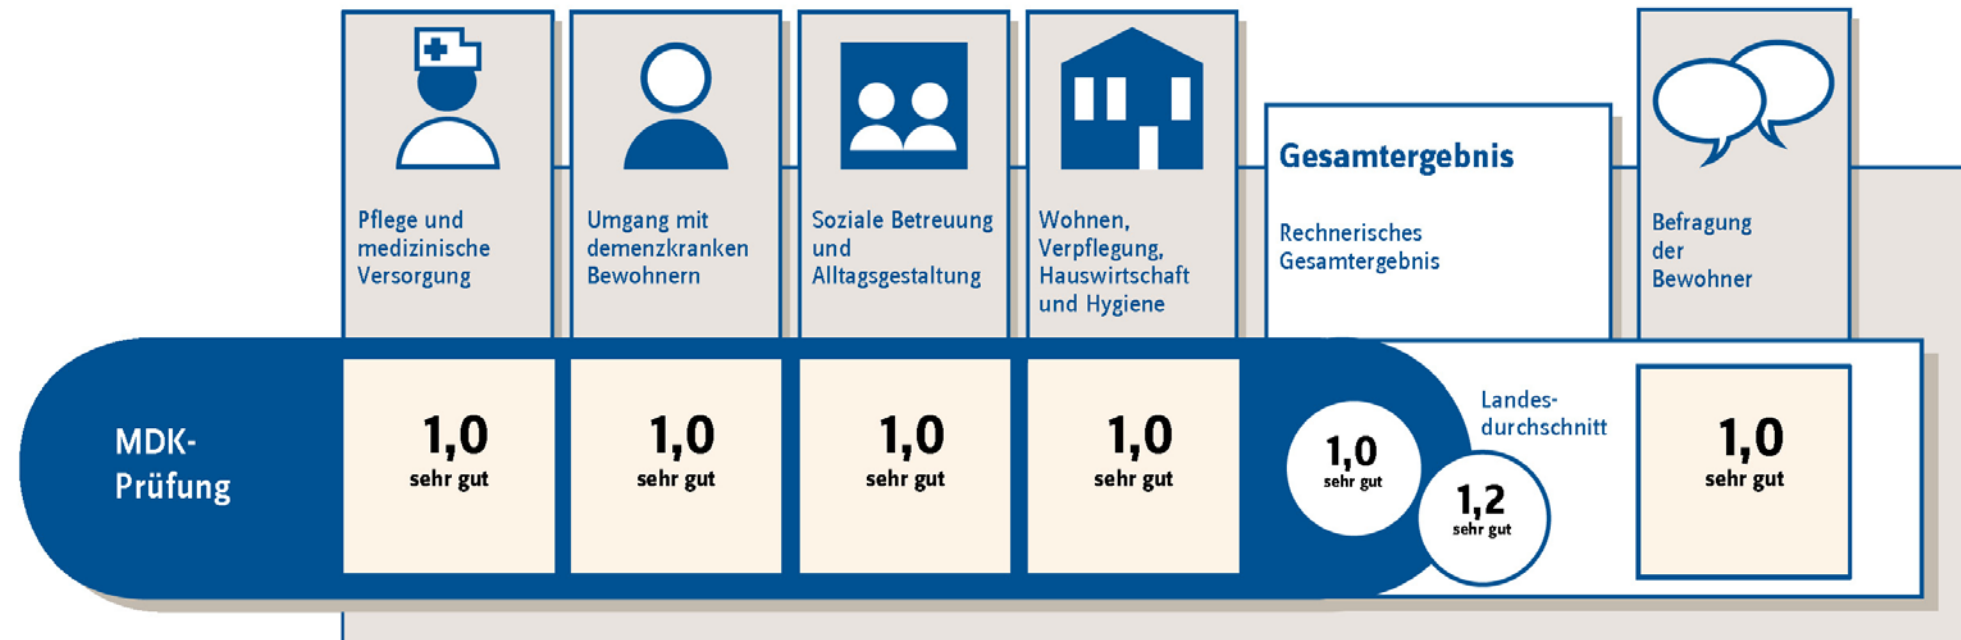 Pflege und
medizinische
Versorgung
Umgang mit
demenzkranken
Bewohnern
Soziale Betreuung
und
Alltagsgestaltung
Wohnen,
Verpflegung,
Hauswirtschaft
und Hygiene
Gesamtergebnis
Rechnerisches
Gesamtergebnis
Befragung
der
Bewohner
MDK-
Prüfung
1,0
sehr gut
1,0
sehr gut
1,0
sehr gut
1,0
sehr gut
1,0
sehr gut
Landes-
durchschnitt
1,2
sehr gut
1,0
sehr gut